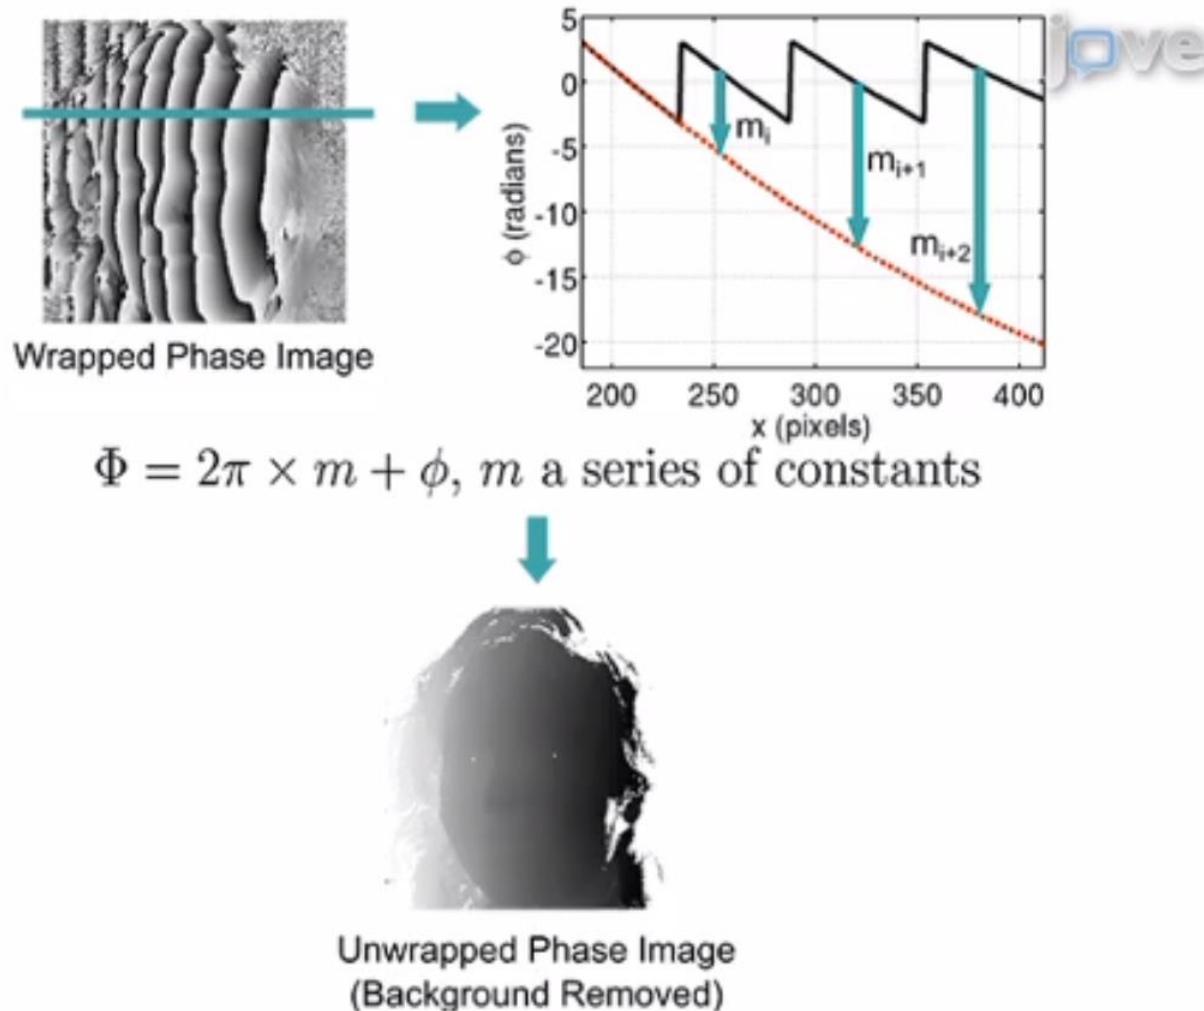 jove
Wrapped Phase Image
5
0
-5
-10
-15
-20
ϕ (radians)
mᵢ
mᵢ₊₁
mᵢ₊₂
200 250 300 350 400
x (pixels)
Φ = 2π × m + ϕ, m a series of constants
Unwrapped Phase Image
(Background Removed)